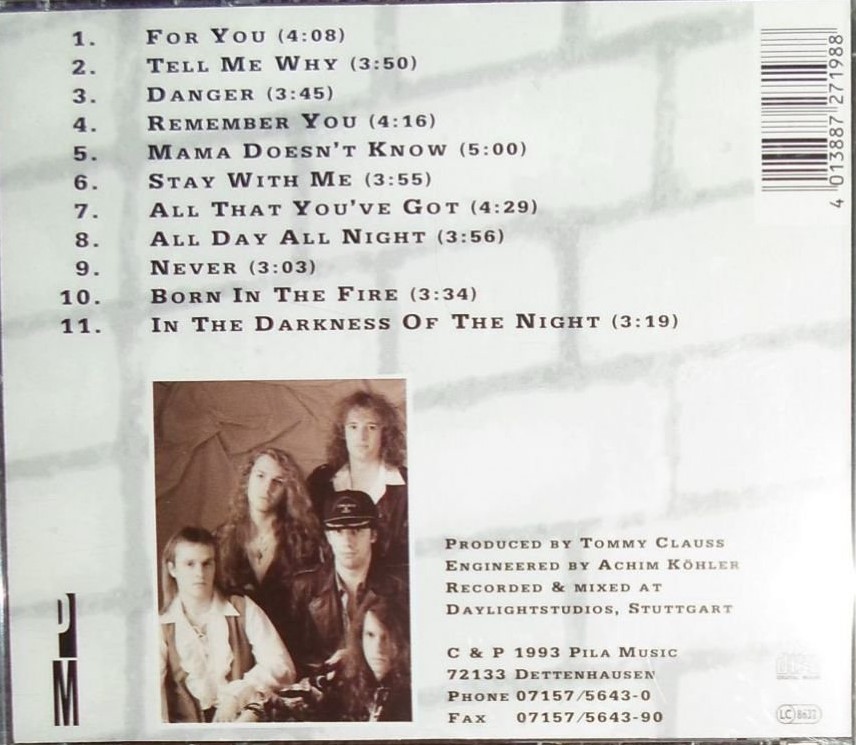 1. FOR YOU (4:08)
2. TELL ME WHY (3:50)
3. DANGER (3:45)
4. REMEMBER YOU (4:16)
5. MAMA DOESN'T KNOW (5:00)
6. STAY WITH ME (3:55)
7. ALL THAT YOU'VE GOT (4:29)
8. ALL DAY ALL NIGHT (3:56)
9. NEVER (3:03)
10. BORN IN THE FIRE (3:34)
11. IN THE DARKNESS OF THE NIGHT (3:19)
4 013887 271988
PRODUCED BY TOMMY CLAUSS
ENGINEERED BY ACHIM KÖHLER
RECORDED & MIXED AT
DAYLIGHTSTUDIOS, STUTTGART
C & P 1993 PILA MUSIC
72133 DETTENHAUSEN
PHONE 07157/5643-0
FAX 07157/5643-90
PM
LC